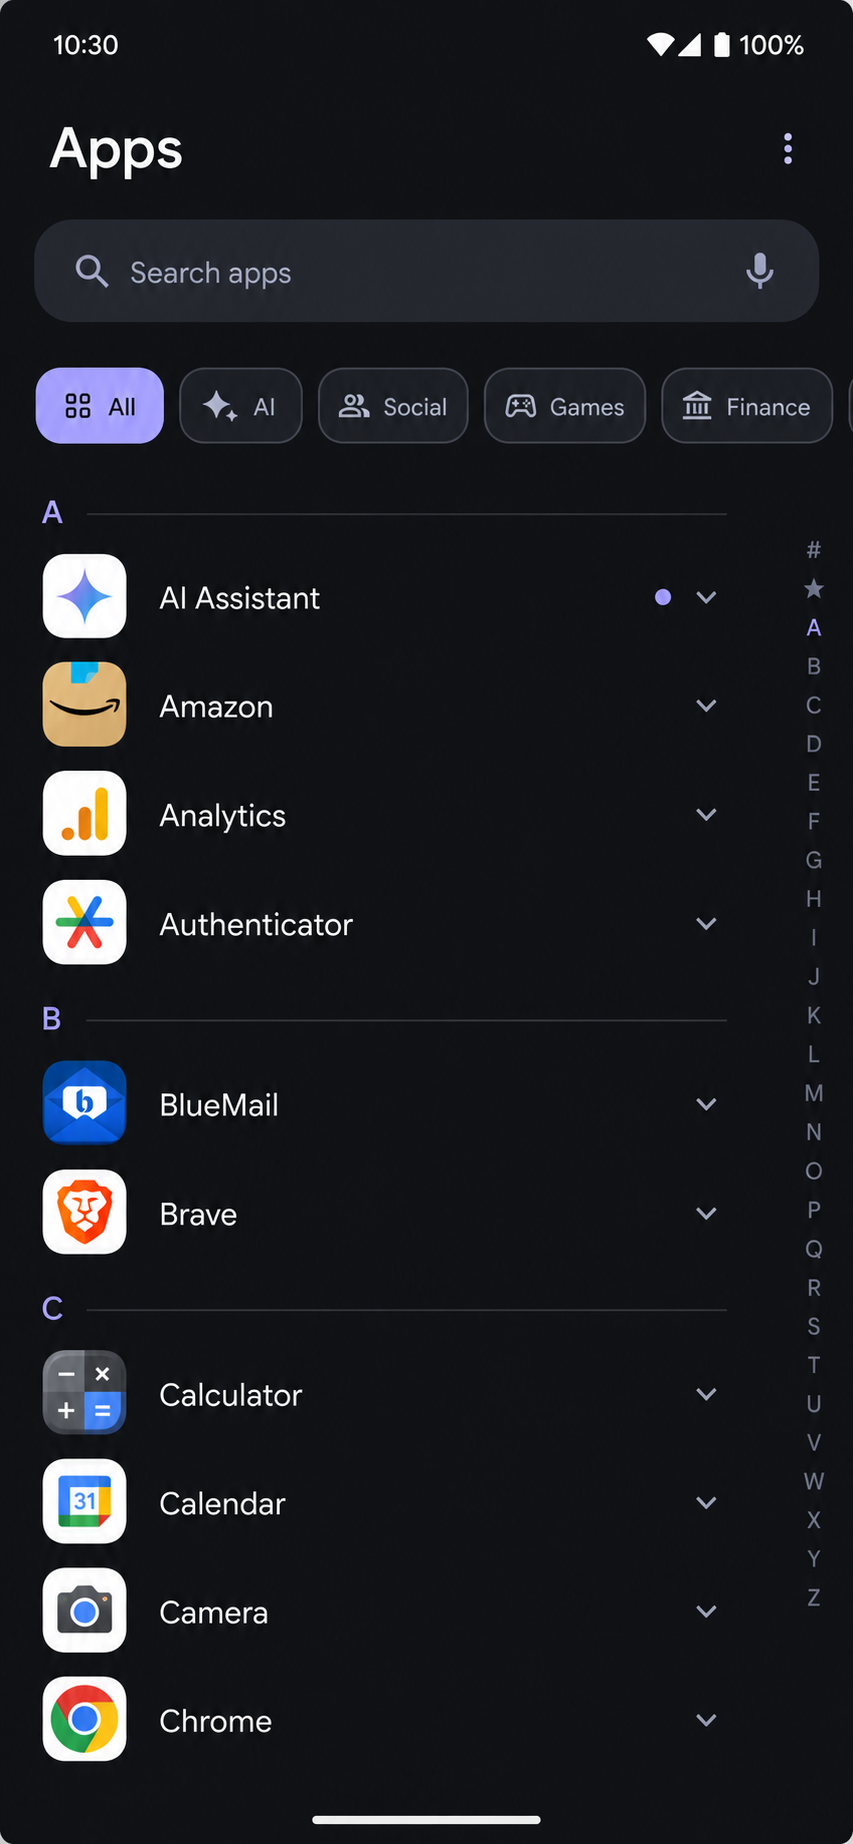 10:30 100%
Apps
Search apps
All AI Social Games Finance
A
AI Assistant
Amazon
Analytics
Authenticator
B
b
BlueMail
Brave
C
− × + =
Calculator
31
Calendar
Camera
Chrome
#
★
A
B
C
D
E
F
G
H
I
J
K
L
M
N
O
P
Q
R
S
T
U
V
W
X
Y
Z